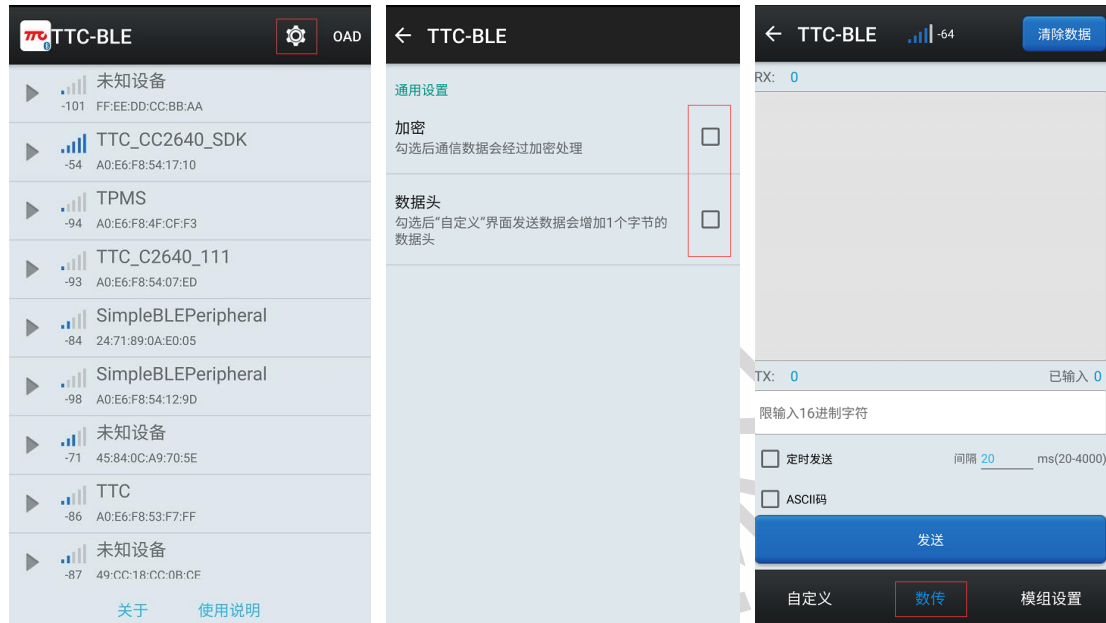 TTC-BLE
OAD
未知设备
-101 FF:EE:DD:CC:BB:AA
TTC_CC2640_SDK
-54 A0:E6:F8:54:17:10
TPMS
-94 A0:E6:F8:4F:CF:F3
TTC_C2640_111
-93 A0:E6:F8:54:07:ED
SimpleBLEPeripheral
-84 24:71:89:0A:E0:05
SimpleBLEPeripheral
-98 A0:E6:F8:54:12:9D
未知设备
-71 45:84:0C:A9:70:5E
TTC
-86 A0:E6:F8:53:F7:FF
未知设备
-87 49:CC:18:CC:0B:CE
关于 使用说明
TTC-BLE
通用设置
加密
勾选后通信数据会经过加密处理
数据头
勾选后“自定义”界面发送数据会增加1个字节的
数据头
TTC-BLE -64 清除数据
RX: 0
TX: 0 已输入 0
限输入16进制字符
定时发送 间隔 20 ms(20-4000)
ASCII码
发送
自定义 数传 模组设置